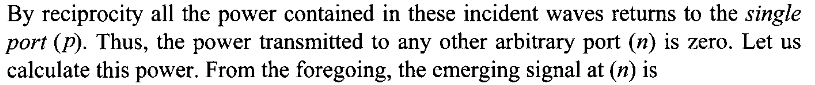 By reciprocity all the power contained in these incident waves returns to the single
port (p). Thus, the power transmitted to any other arbitrary port (n) is zero. Let us
calculate this power. From the foregoing, the emerging signal at (n) is